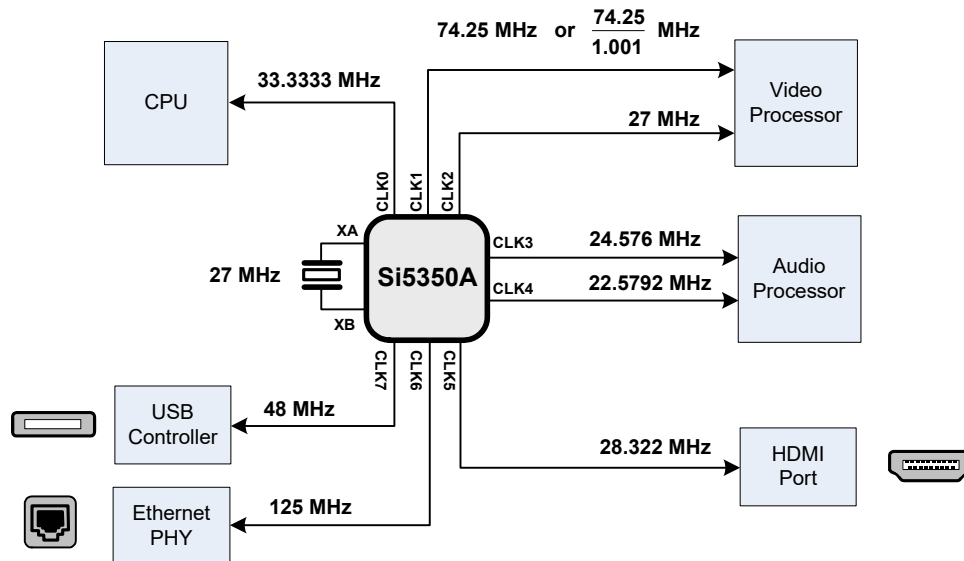 74.25 MHz or 74.25/1.001 MHz
CPU
33.3333 MHz
Video
Processor
27 MHz
CLK0
CLK1
CLK2
XA
XB
27 MHz
Si5350A
CLK3
24.576 MHz
CLK4
22.5792 MHz
Audio
Processor
CLK7
CLK6
CLK5
USB
Controller
48 MHz
28.322 MHz
HDMI
Port
Ethernet
PHY
125 MHz